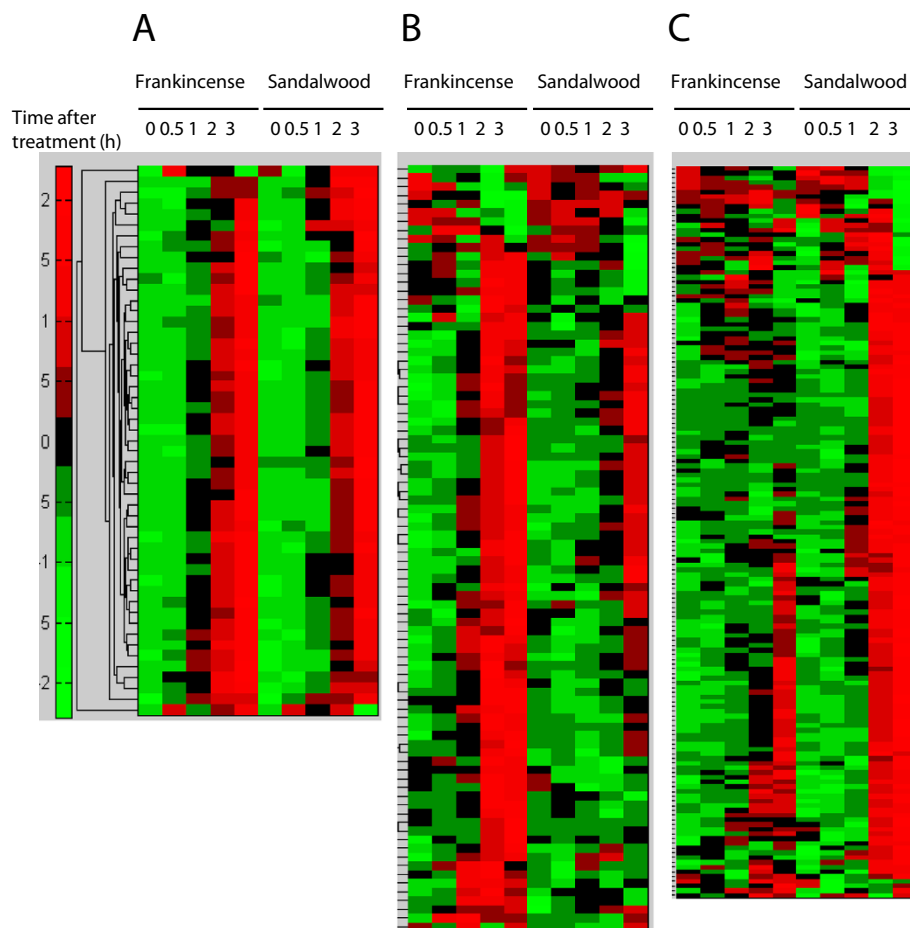 A B C
Frankincense Sandalwood Frankincense Sandalwood Frankincense Sandalwood
Time after
treatment (h)
0 0.5 1 2 3 0 0.5 1 2 3 0 0.5 1 2 3 0 0.5 1 2 3 0 0.5 1 2 3 0 0.5 1 2 3
2
5
1
5
0
5
-1
5
-2